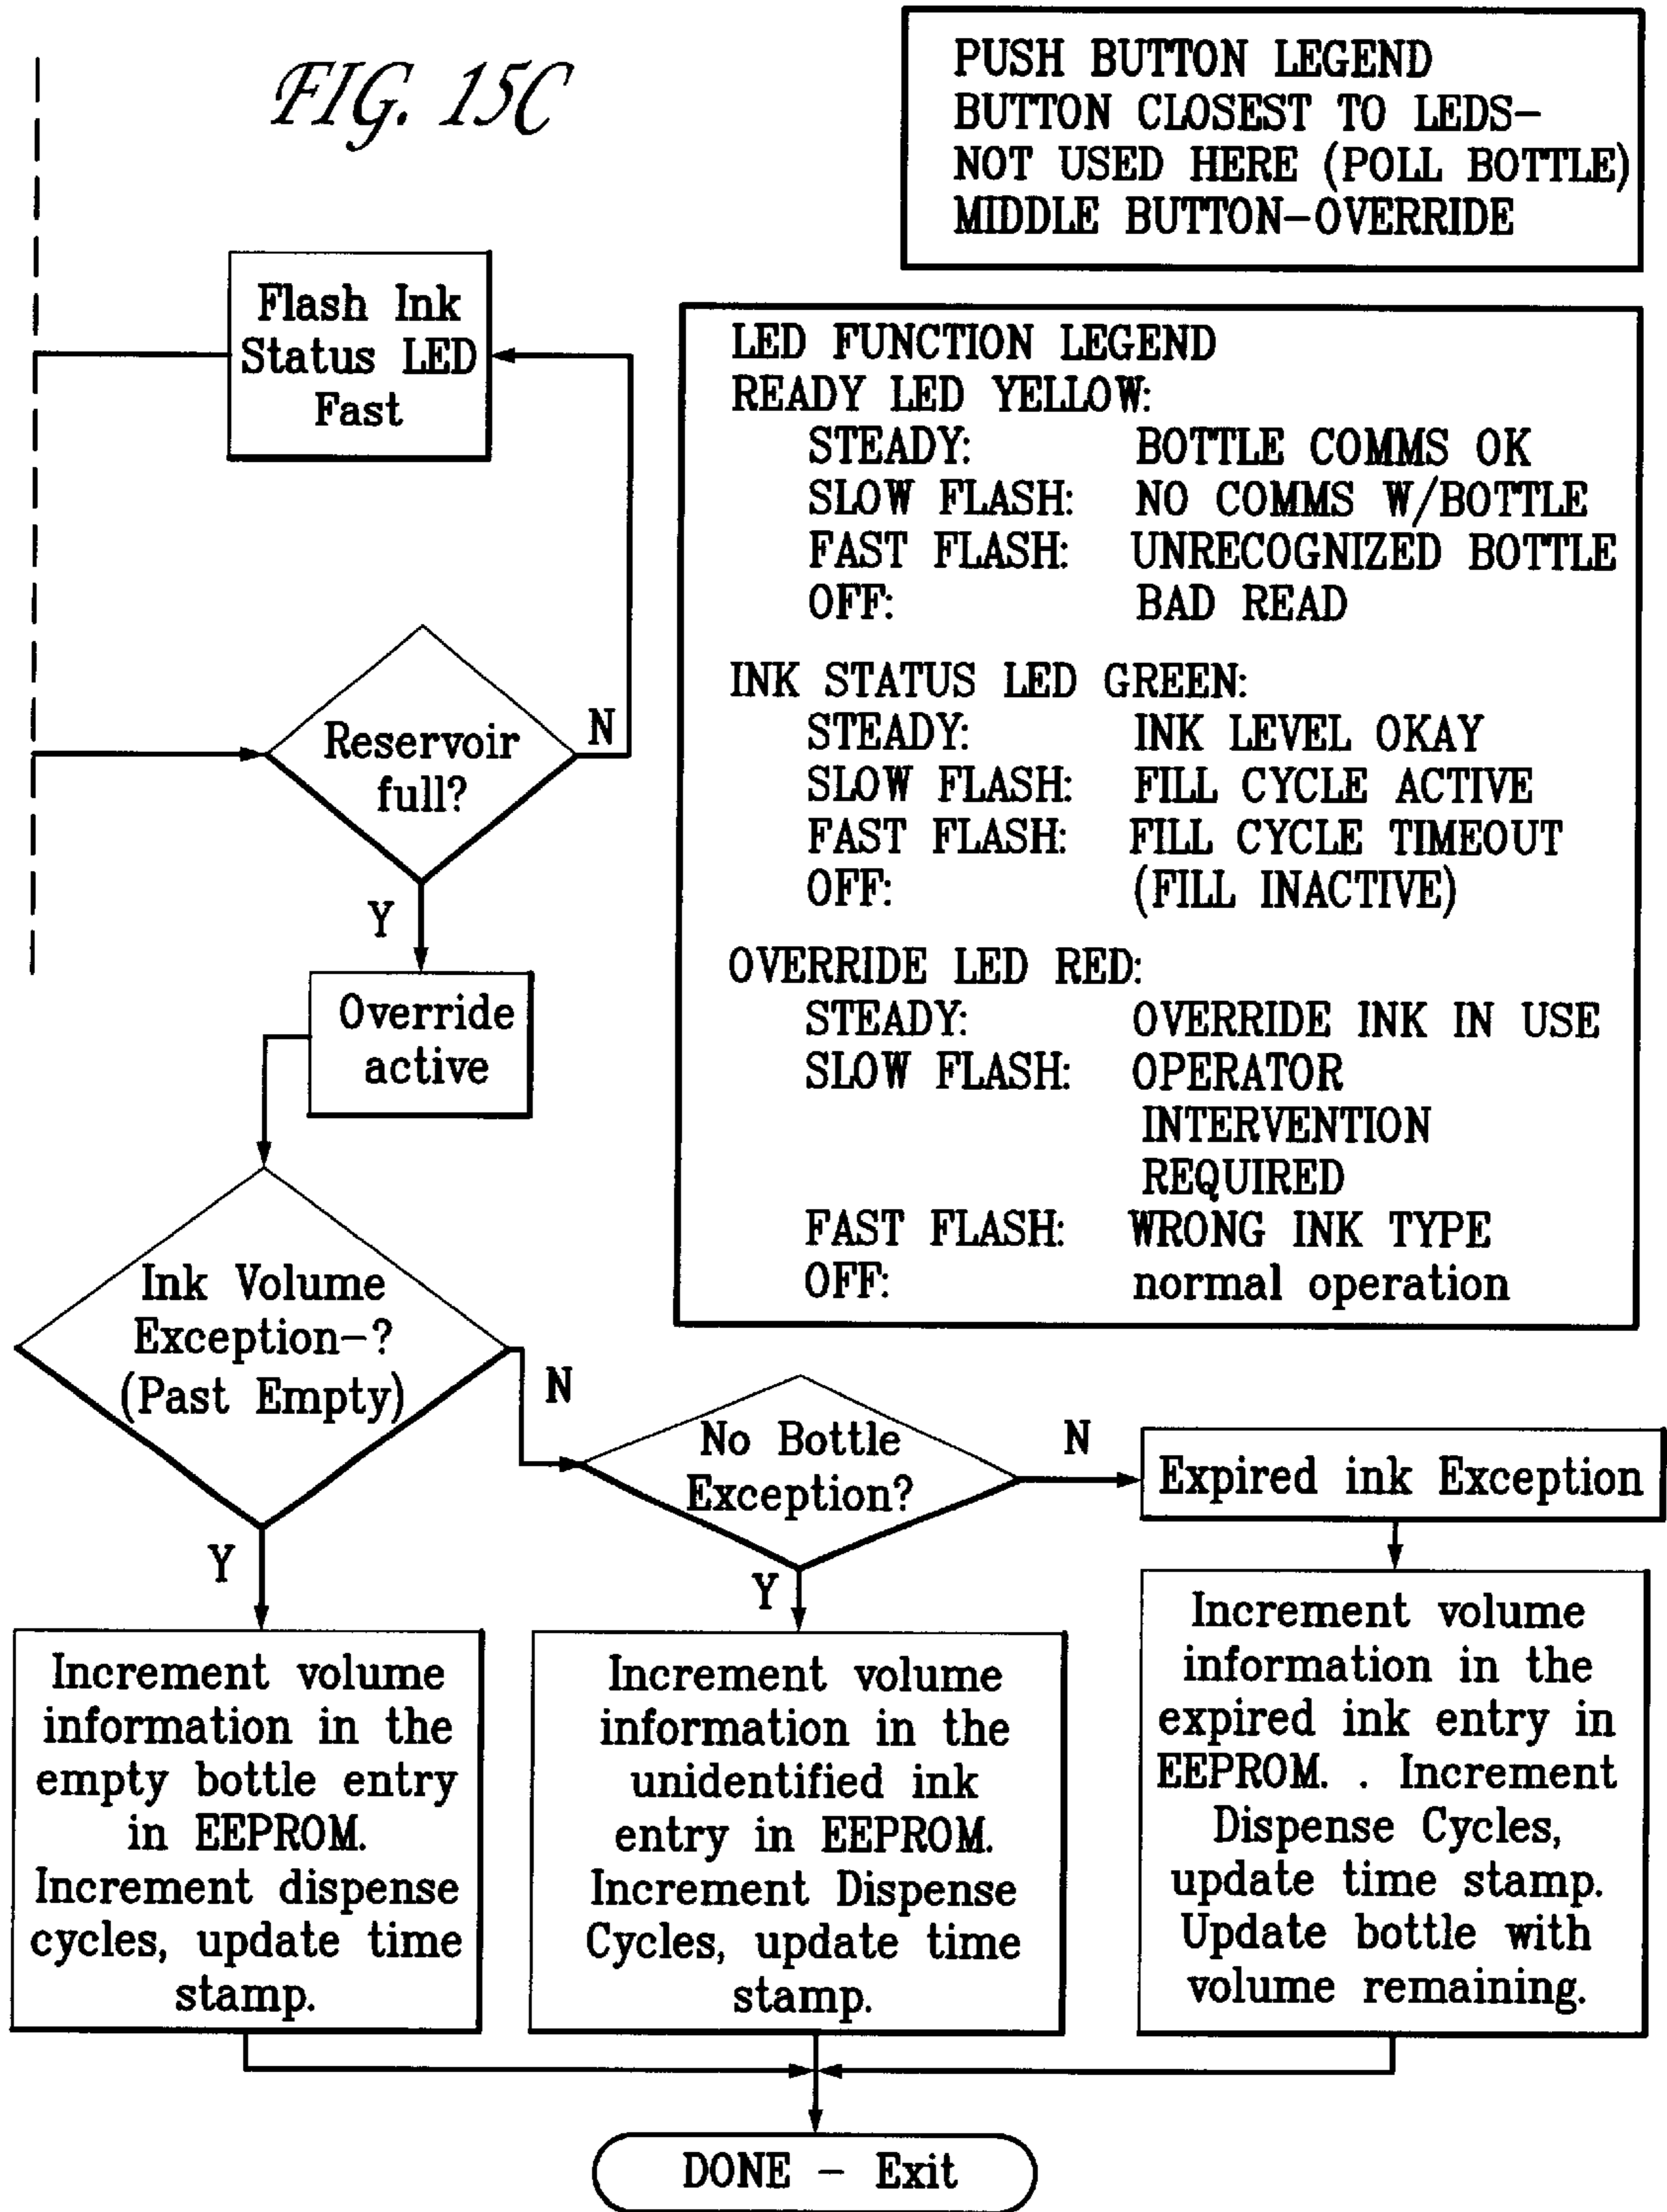 FIG. 15C
PUSH BUTTON LEGEND
BUTTON CLOSEST TO LEDS-
NOT USED HERE (POLL BOTTLE)
MIDDLE BUTTON-OVERRIDE
Flash Ink
Status LED
Fast
LED FUNCTION LEGEND
READY LED YELLOW:
STEADY: BOTTLE COMMS OK
SLOW FLASH: NO COMMS W/BOTTLE
FAST FLASH: UNRECOGNIZED BOTTLE
OFF: BAD READ
INK STATUS LED GREEN:
STEADY: INK LEVEL OKAY
SLOW FLASH: FILL CYCLE ACTIVE
FAST FLASH: FILL CYCLE TIMEOUT
OFF: (FILL INACTIVE)
OVERRIDE LED RED:
STEADY: OVERRIDE INK IN USE
SLOW FLASH: OPERATOR
INTERVENTION
REQUIRED
FAST FLASH: WRONG INK TYPE
OFF: normal operation
Reservoir
full?
N
Y
Override
active
Ink Volume
Exception-?
(Past Empty)
N
Y
No Bottle
Exception?
N
Y
Expired ink Exception
Increment volume
information in the
empty bottle entry
in EEPROM.
Increment dispense
cycles, update time
stamp.
Increment volume
information in the
unidentified ink
entry in EEPROM.
Increment Dispense
Cycles, update time
stamp.
Increment volume
information in the
expired ink entry in
EEPROM. . Increment
Dispense Cycles,
update time stamp.
Update bottle with
volume remaining.
DONE - Exit